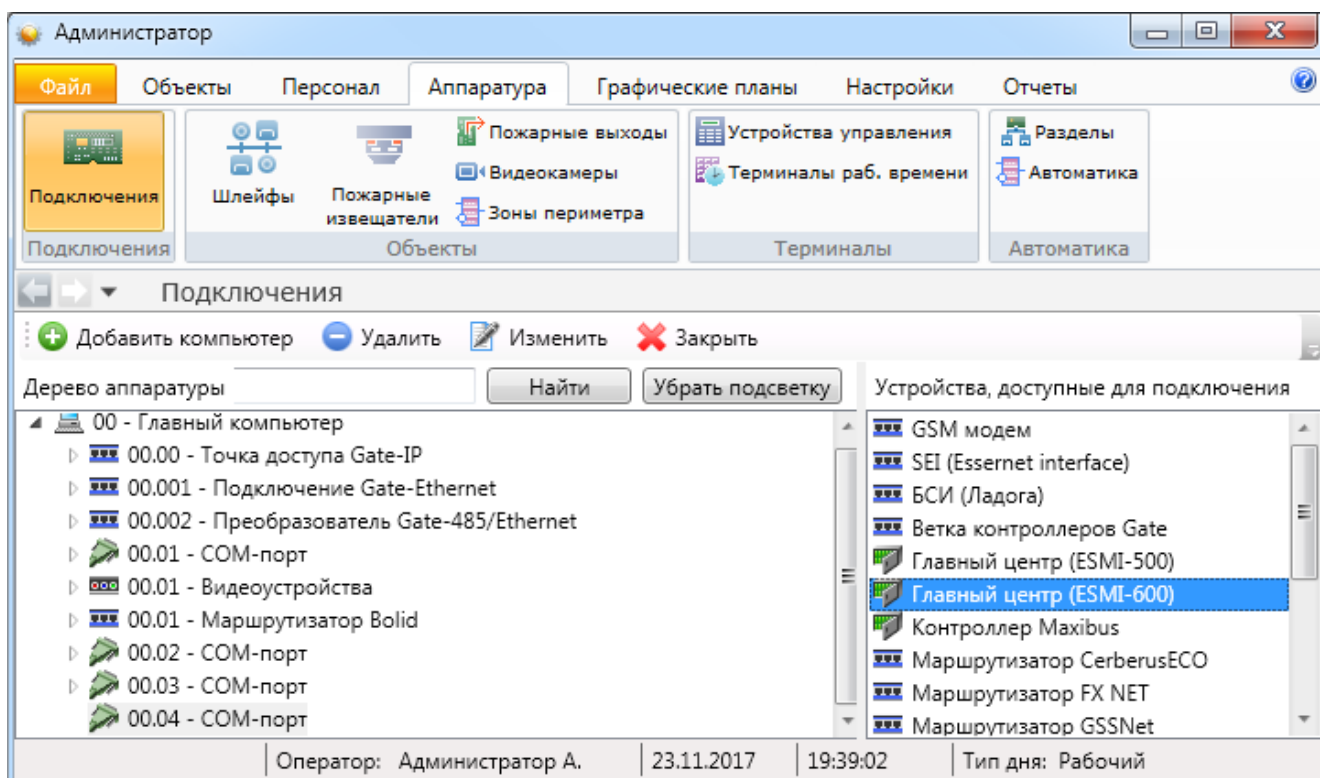 Администратор
Файл Объекты Персонал Аппаратура Графические планы Настройки Отчеты
Подключения
Шлейфы
Пожарные извещатели
Пожарные выходы
Видеокамеры
Зоны периметра
Устройства управления
Терминалы раб. времени
Разделы
Автоматика
Подключения Объекты Терминалы Автоматика
Подключения
Добавить компьютер Удалить Изменить Закрыть
Дерево аппаратуры Найти Убрать подсветку Устройства, доступные для подключения
00 - Главный компьютер
00.00 - Точка доступа Gate-IP
00.001 - Подключение Gate-Ethernet
00.002 - Преобразователь Gate-485/Ethernet
00.01 - COM-порт
00.01 - Видеоустройства
00.01 - Маршрутизатор Bolid
00.02 - COM-порт
00.03 - COM-порт
00.04 - COM-порт
GSM модем
SEI (Essernet interface)
БСИ (Ладога)
Ветка контроллеров Gate
Главный центр (ESMI-500)
Главный центр (ESMI-600)
Контроллер Maxibus
Маршрутизатор CerberusECO
Маршрутизатор FX NET
Маршрутизатор GSSNet
Оператор: Администратор А. 23.11.2017 19:39:02 Тип дня: Рабочий